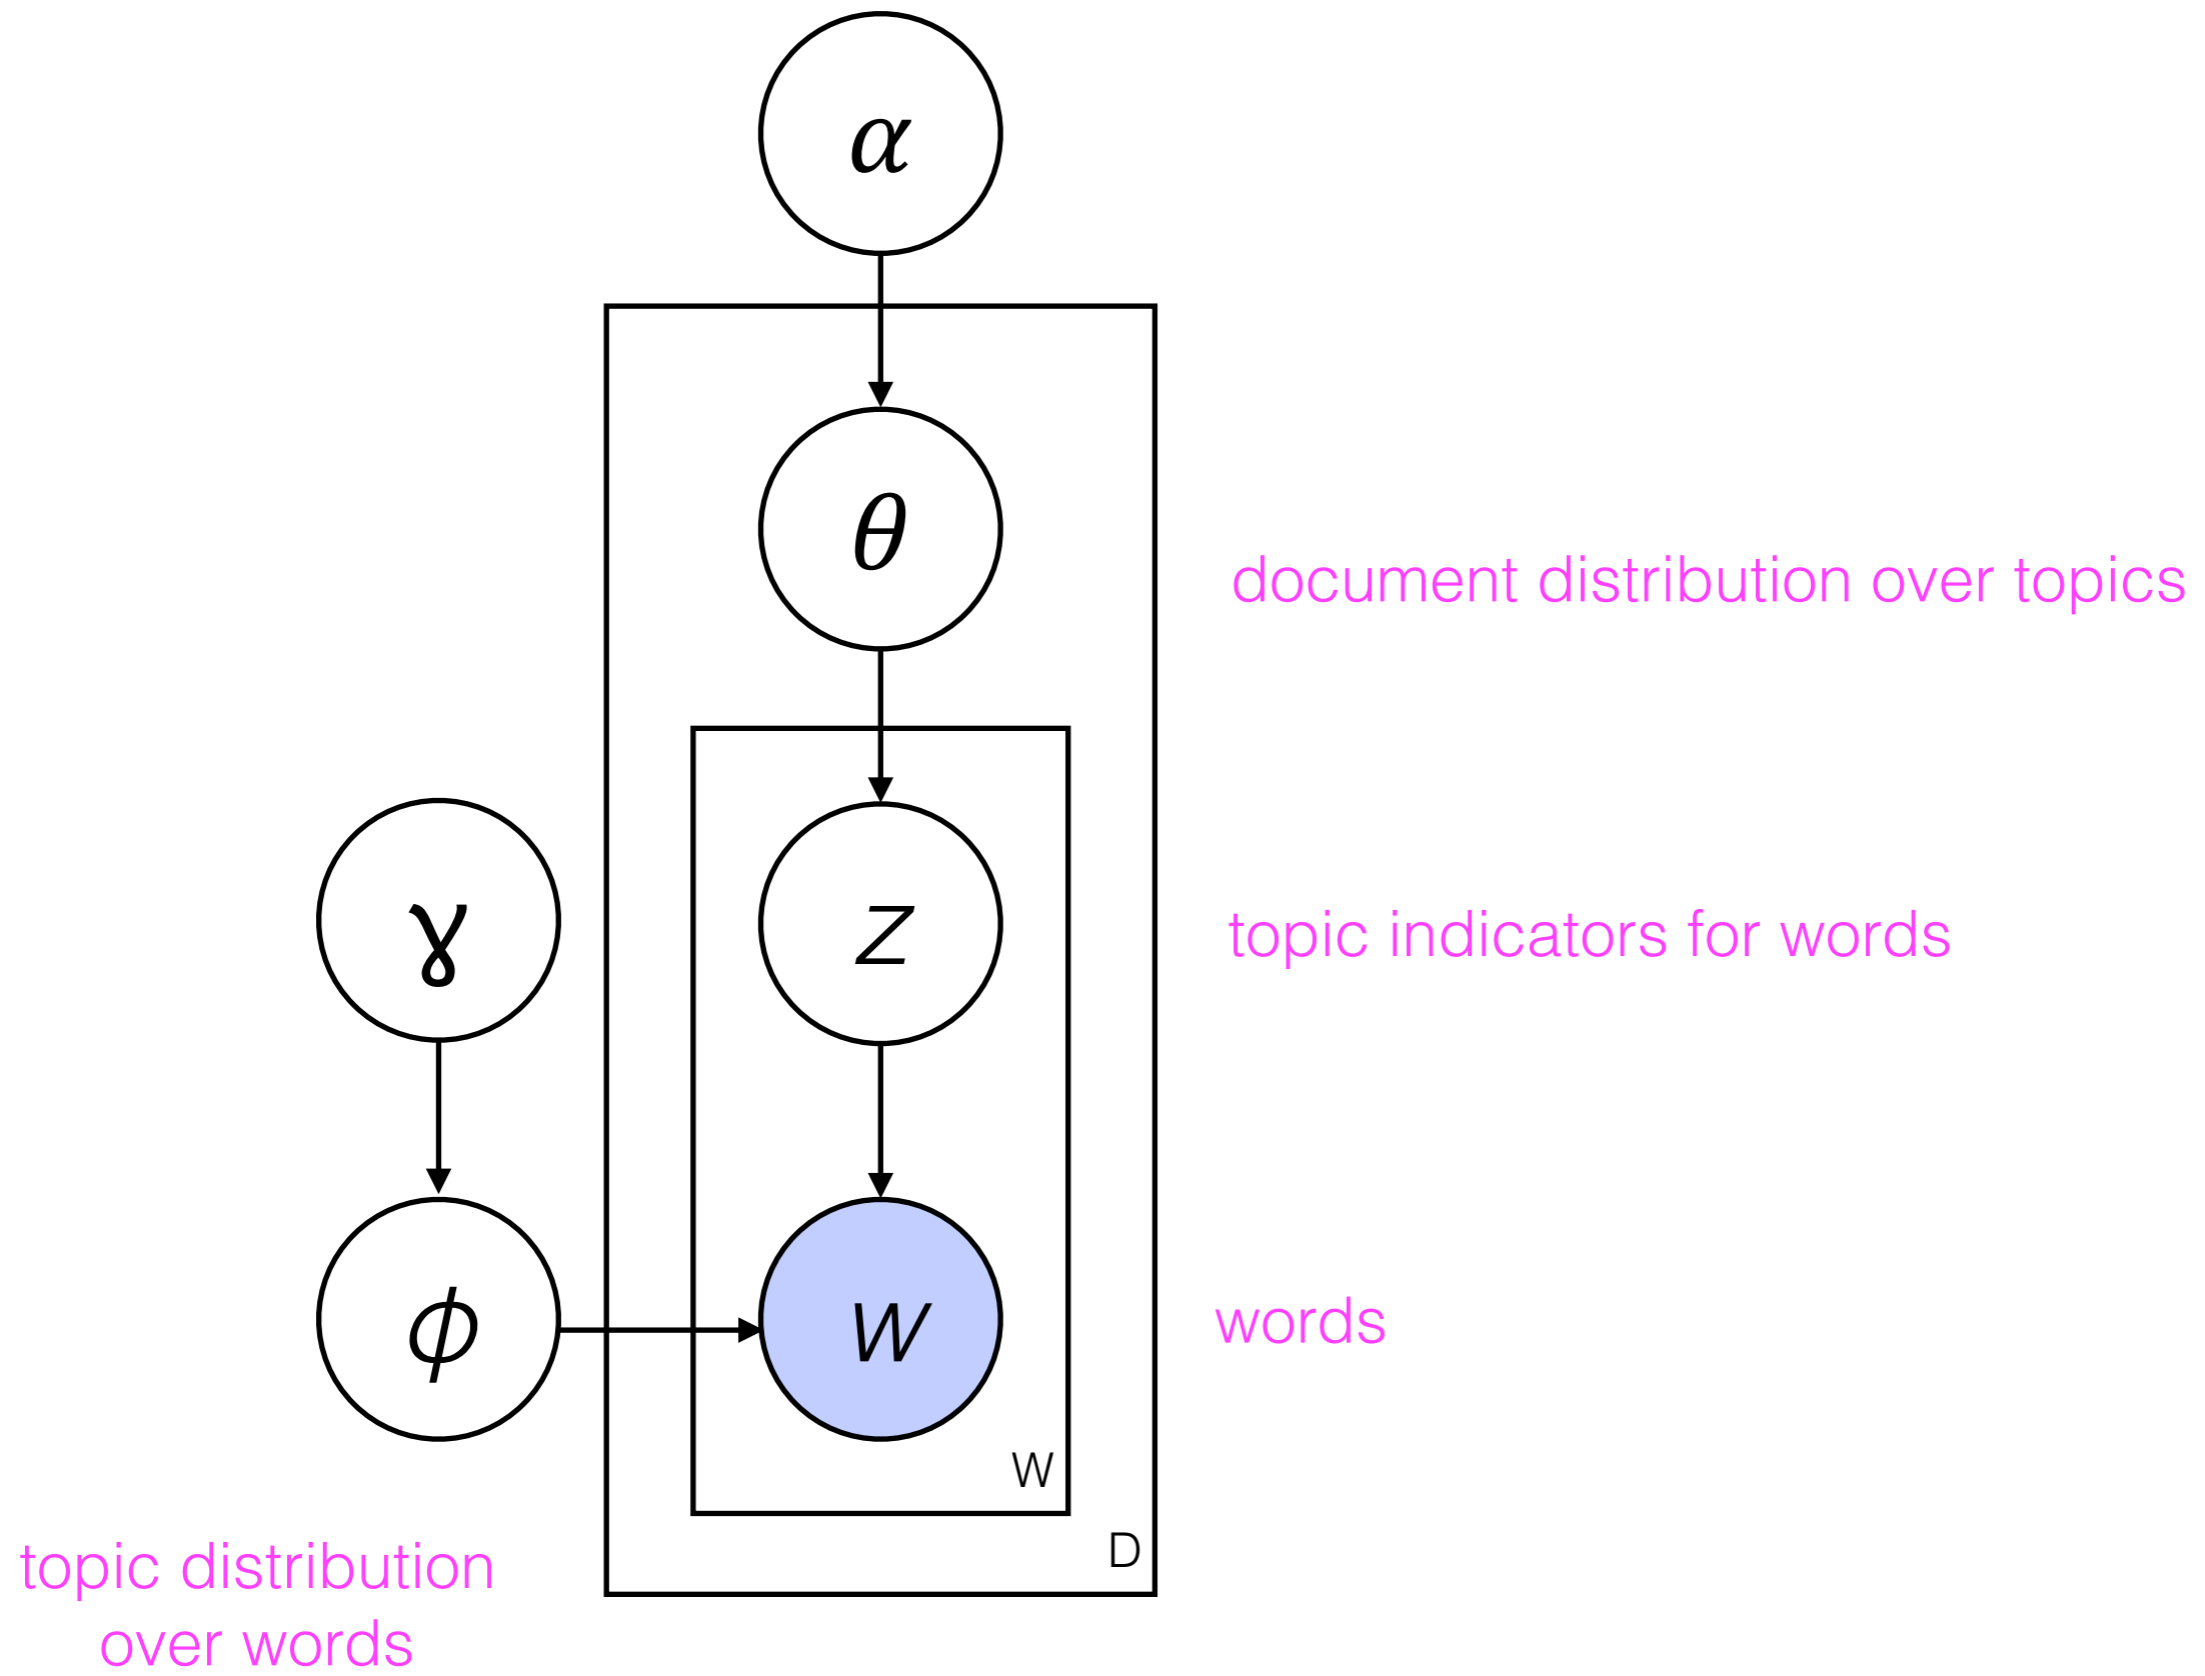 α
θ
document distribution over topics
γ
z
topic indicators for words
ϕ
w
words
W
D
topic distribution
over words